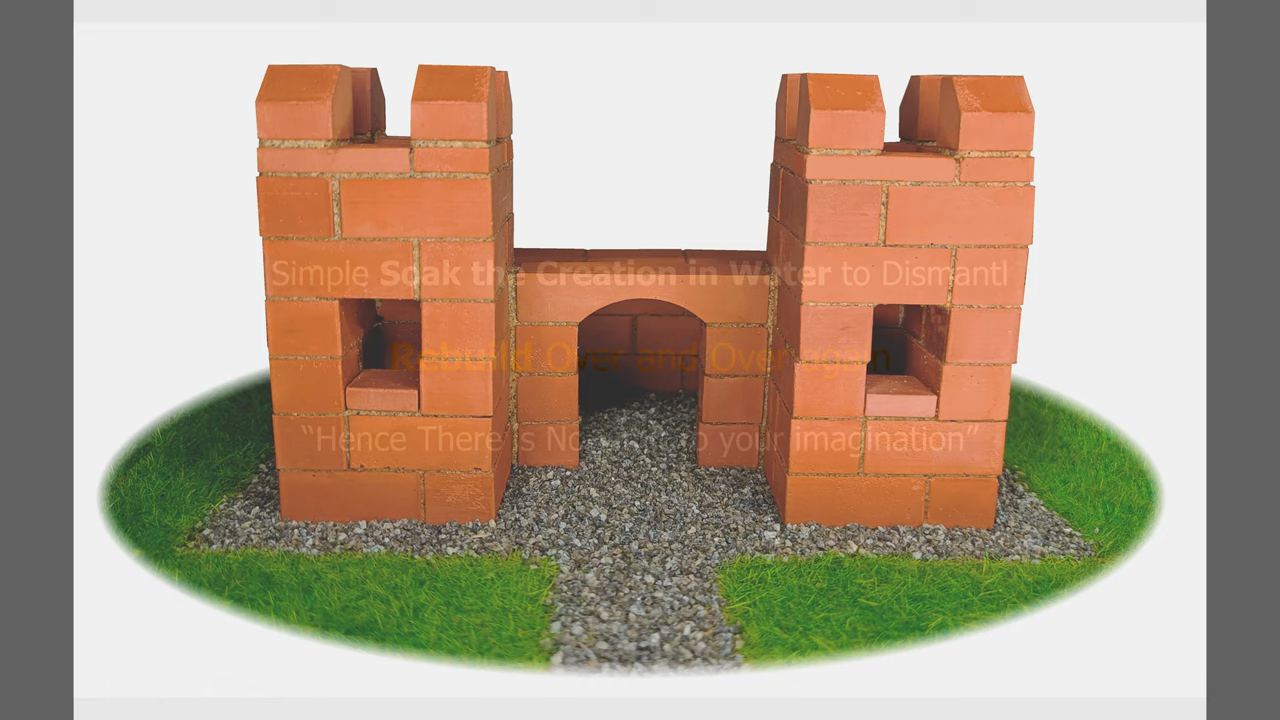 Simple Soak the Creation in Water to Dismantl
Rebuild Over and Over again
“Hence There's No to your imagination”